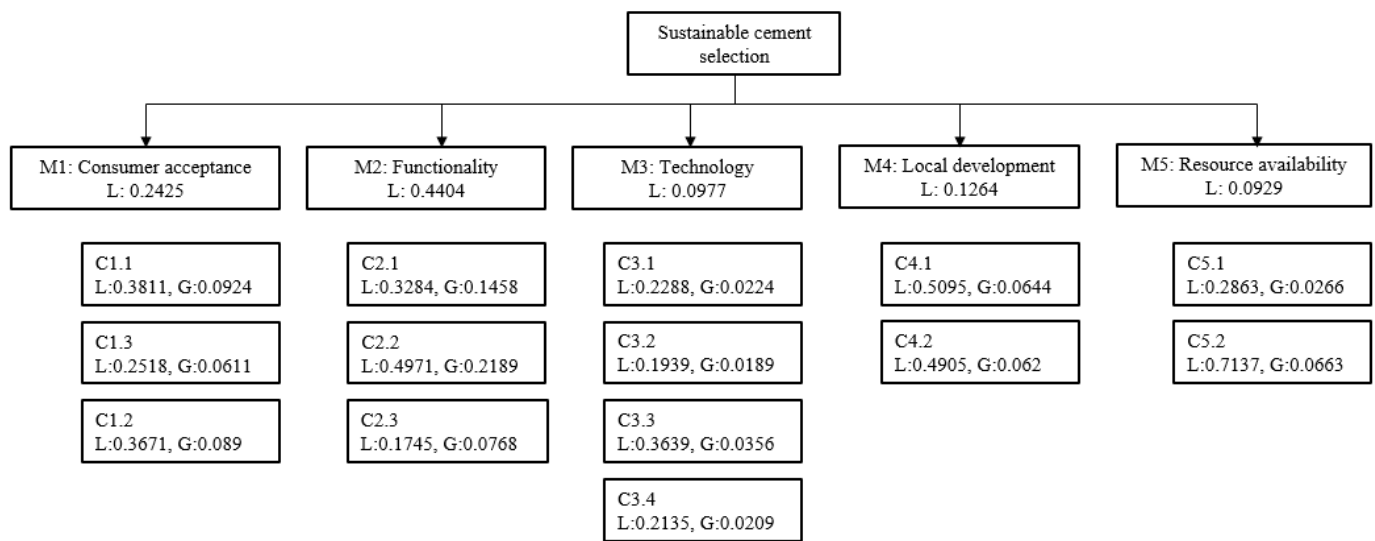 Sustainable cement
selection
M1: Consumer acceptance
L: 0.2425
M2: Functionality
L: 0.4404
M3: Technology
L: 0.0977
M4: Local development
L: 0.1264
M5: Resource availability
L: 0.0929
C1.1
L:0.3811, G:0.0924
C1.3
L:0.2518, G:0.0611
C1.2
L:0.3671, G:0.089
C2.1
L:0.3284, G:0.1458
C2.2
L:0.4971, G:0.2189
C2.3
L:0.1745, G:0.0768
C3.1
L:0.2288, G:0.0224
C3.2
L:0.1939, G:0.0189
C3.3
L:0.3639, G:0.0356
C3.4
L:0.2135, G:0.0209
C4.1
L:0.5095, G:0.0644
C4.2
L:0.4905, G:0.062
C5.1
L:0.2863, G:0.0266
C5.2
L:0.7137, G:0.0663